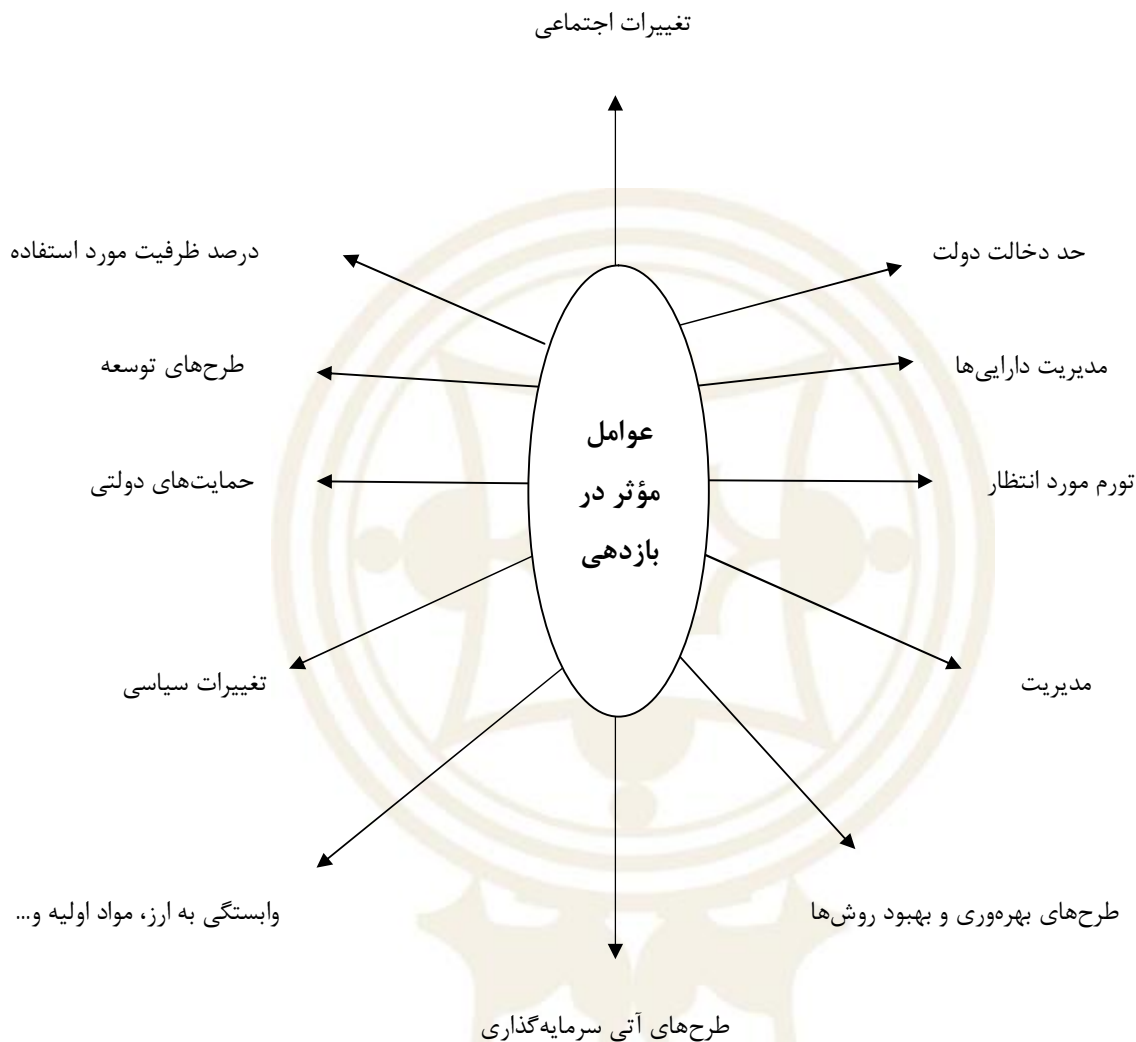 تغییرات اجتماعی
حد دخالت دولت
درصد ظرفیت مورد استفاده
مدیریت دارایی‌ها
طرح‌های توسعه
عوامل
مؤثر در
بازدهی
تورم مورد انتظار
حمایت‌های دولتی
مدیریت
تغییرات سیاسی
طرح‌های بهره‌وری و بهبود روش‌ها
وابستگی به ارز، مواد اولیه و...
طرح‌های آتی سرمایه‌گذاری